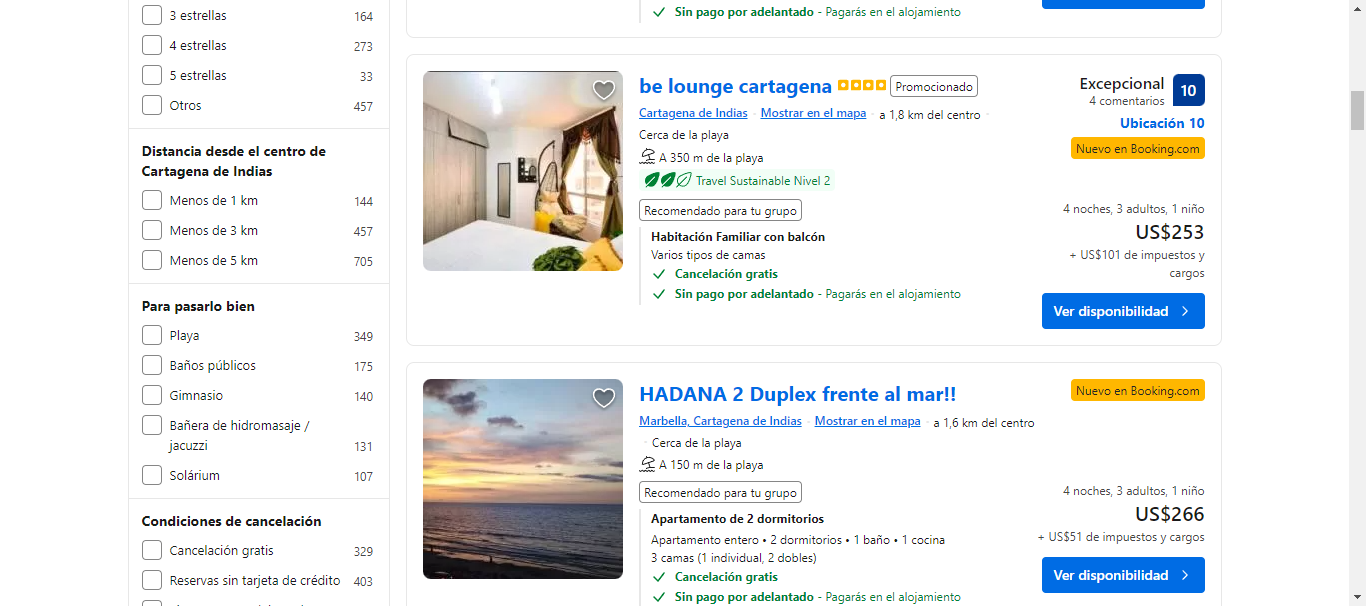 3 estrellas 164
4 estrellas 273
5 estrellas 33
Otros 457
Distancia desde el centro de
Cartagena de Indias
Menos de 1 km 144
Menos de 3 km 457
Menos de 5 km 705
Para pasarlo bien
Playa 349
Baños públicos 175
Gimnasio 140
Bañera de hidromasaje /
jacuzzi 131
Solárium 107
Condiciones de cancelación
Cancelación gratis 329
Reservas sin tarjeta de crédito 403
Sin pago por adelantado - Pagarás en el alojamiento
be lounge cartagena Promocionado
Cartagena de Indias · Mostrar en el mapa · a 1,8 km del centro ·
Cerca de la playa
A 350 m de la playa
Travel Sustainable Nivel 2
Recomendado para tu grupo
Habitación Familiar con balcón
Varios tipos de camas
Cancelación gratis
Sin pago por adelantado - Pagarás en el alojamiento
Excepcional 10
4 comentarios
Ubicación 10
Nuevo en Booking.com
4 noches, 3 adultos, 1 niño
US$253
+ US$101 de impuestos y
cargos
Ver disponibilidad
HADANA 2 Duplex frente al mar!!
Marbella, Cartagena de Indias · Mostrar en el mapa · a 1,6 km del centro
· Cerca de la playa
A 150 m de la playa
Recomendado para tu grupo
Apartamento de 2 dormitorios
Apartamento entero • 2 dormitorios • 1 baño • 1 cocina
3 camas (1 individual, 2 dobles)
Cancelación gratis
Sin pago por adelantado - Pagarás en el alojamiento
Nuevo en Booking.com
4 noches, 3 adultos, 1 niño
US$266
+ US$51 de impuestos y cargos
Ver disponibilidad